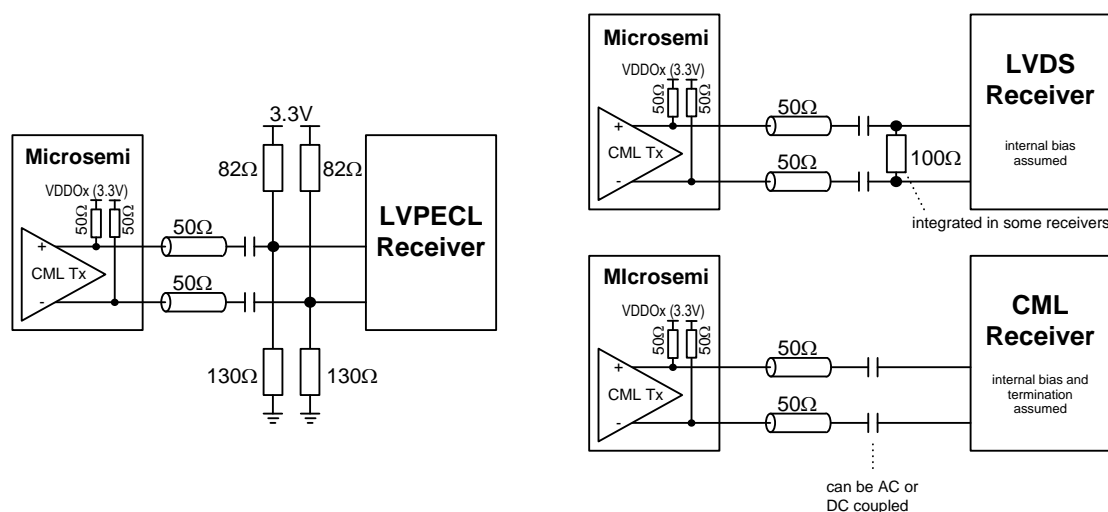 3.3V
82Ω
82Ω
Microsemi
VDDOx (3.3V)
50Ω
50Ω
+
CML Tx
-
50Ω
50Ω
LVPECL
Receiver
130Ω
130Ω
Microsemi
VDDOx (3.3V)
50Ω
50Ω
+
CML Tx
-
50Ω
50Ω
100Ω
LVDS
Receiver
internal bias
assumed
integrated in some receivers
MIcrosemi
VDDOx (3.3V)
50Ω
50Ω
+
CML Tx
-
50Ω
50Ω
CML
Receiver
internal bias and
termination
assumed
can be AC or
DC coupled